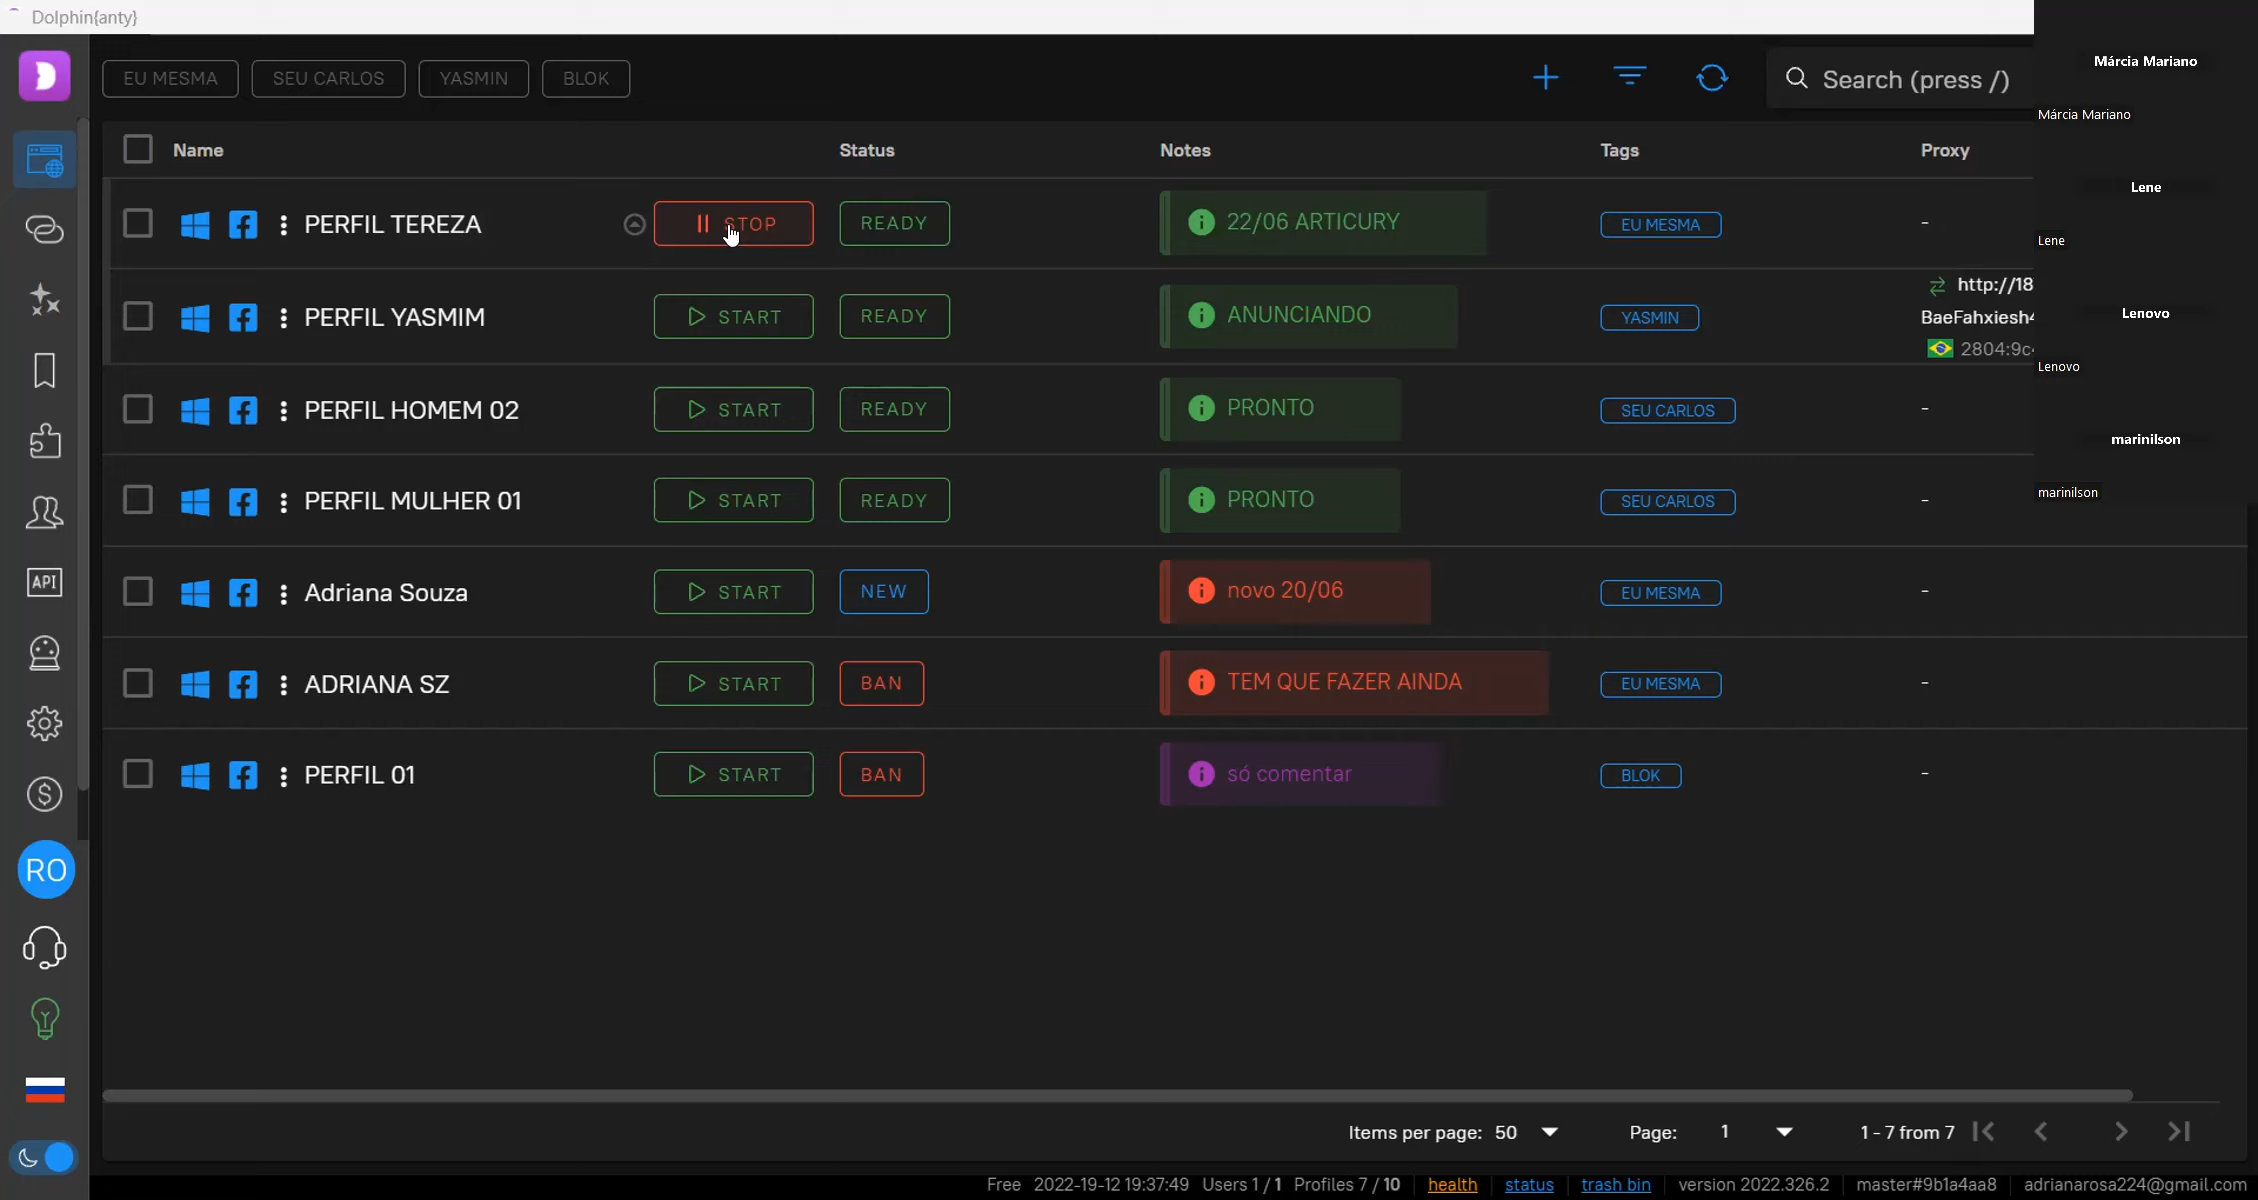 Dolphin{anty}
EU MESMA SEU CARLOS YASMIN BLOK
Search (press /)
Name Status Notes Tags Proxy
PERFIL TEREZA STOP READY 22/06 ARTICURY EU MESMA -
PERFIL YASMIM START READY ANUNCIANDO YASMIN http://18
BaeFahxiesh4
2804:9c4
PERFIL HOMEM 02 START READY PRONTO SEU CARLOS -
PERFIL MULHER 01 START READY PRONTO SEU CARLOS -
Adriana Souza START NEW novo 20/06 EU MESMA -
ADRIANA SZ START BAN TEM QUE FAZER AINDA EU MESMA -
PERFIL 01 START BAN só comentar BLOK -
API
RO
Márcia Mariano
Márcia Mariano
Lene
Lene
Lenovo
Lenovo
marinilson
marinilson
Items per page: 50 Page: 1 1 - 7 from 7
Free 2022-19-12 19:37:49 Users 1 / 1 Profiles 7 / 10 health status trash bin version 2022.326.2 master#9b1a4aa8 adrianarosa224@gmail.com